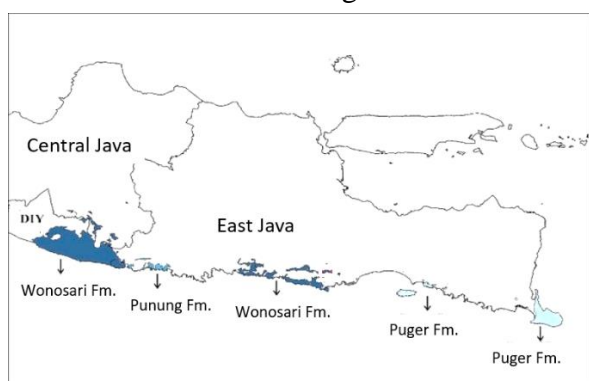 Central Java
DIY
East Java
Wonosari Fm.
Punung Fm.
Wonosari Fm.
Puger Fm.
Puger Fm.